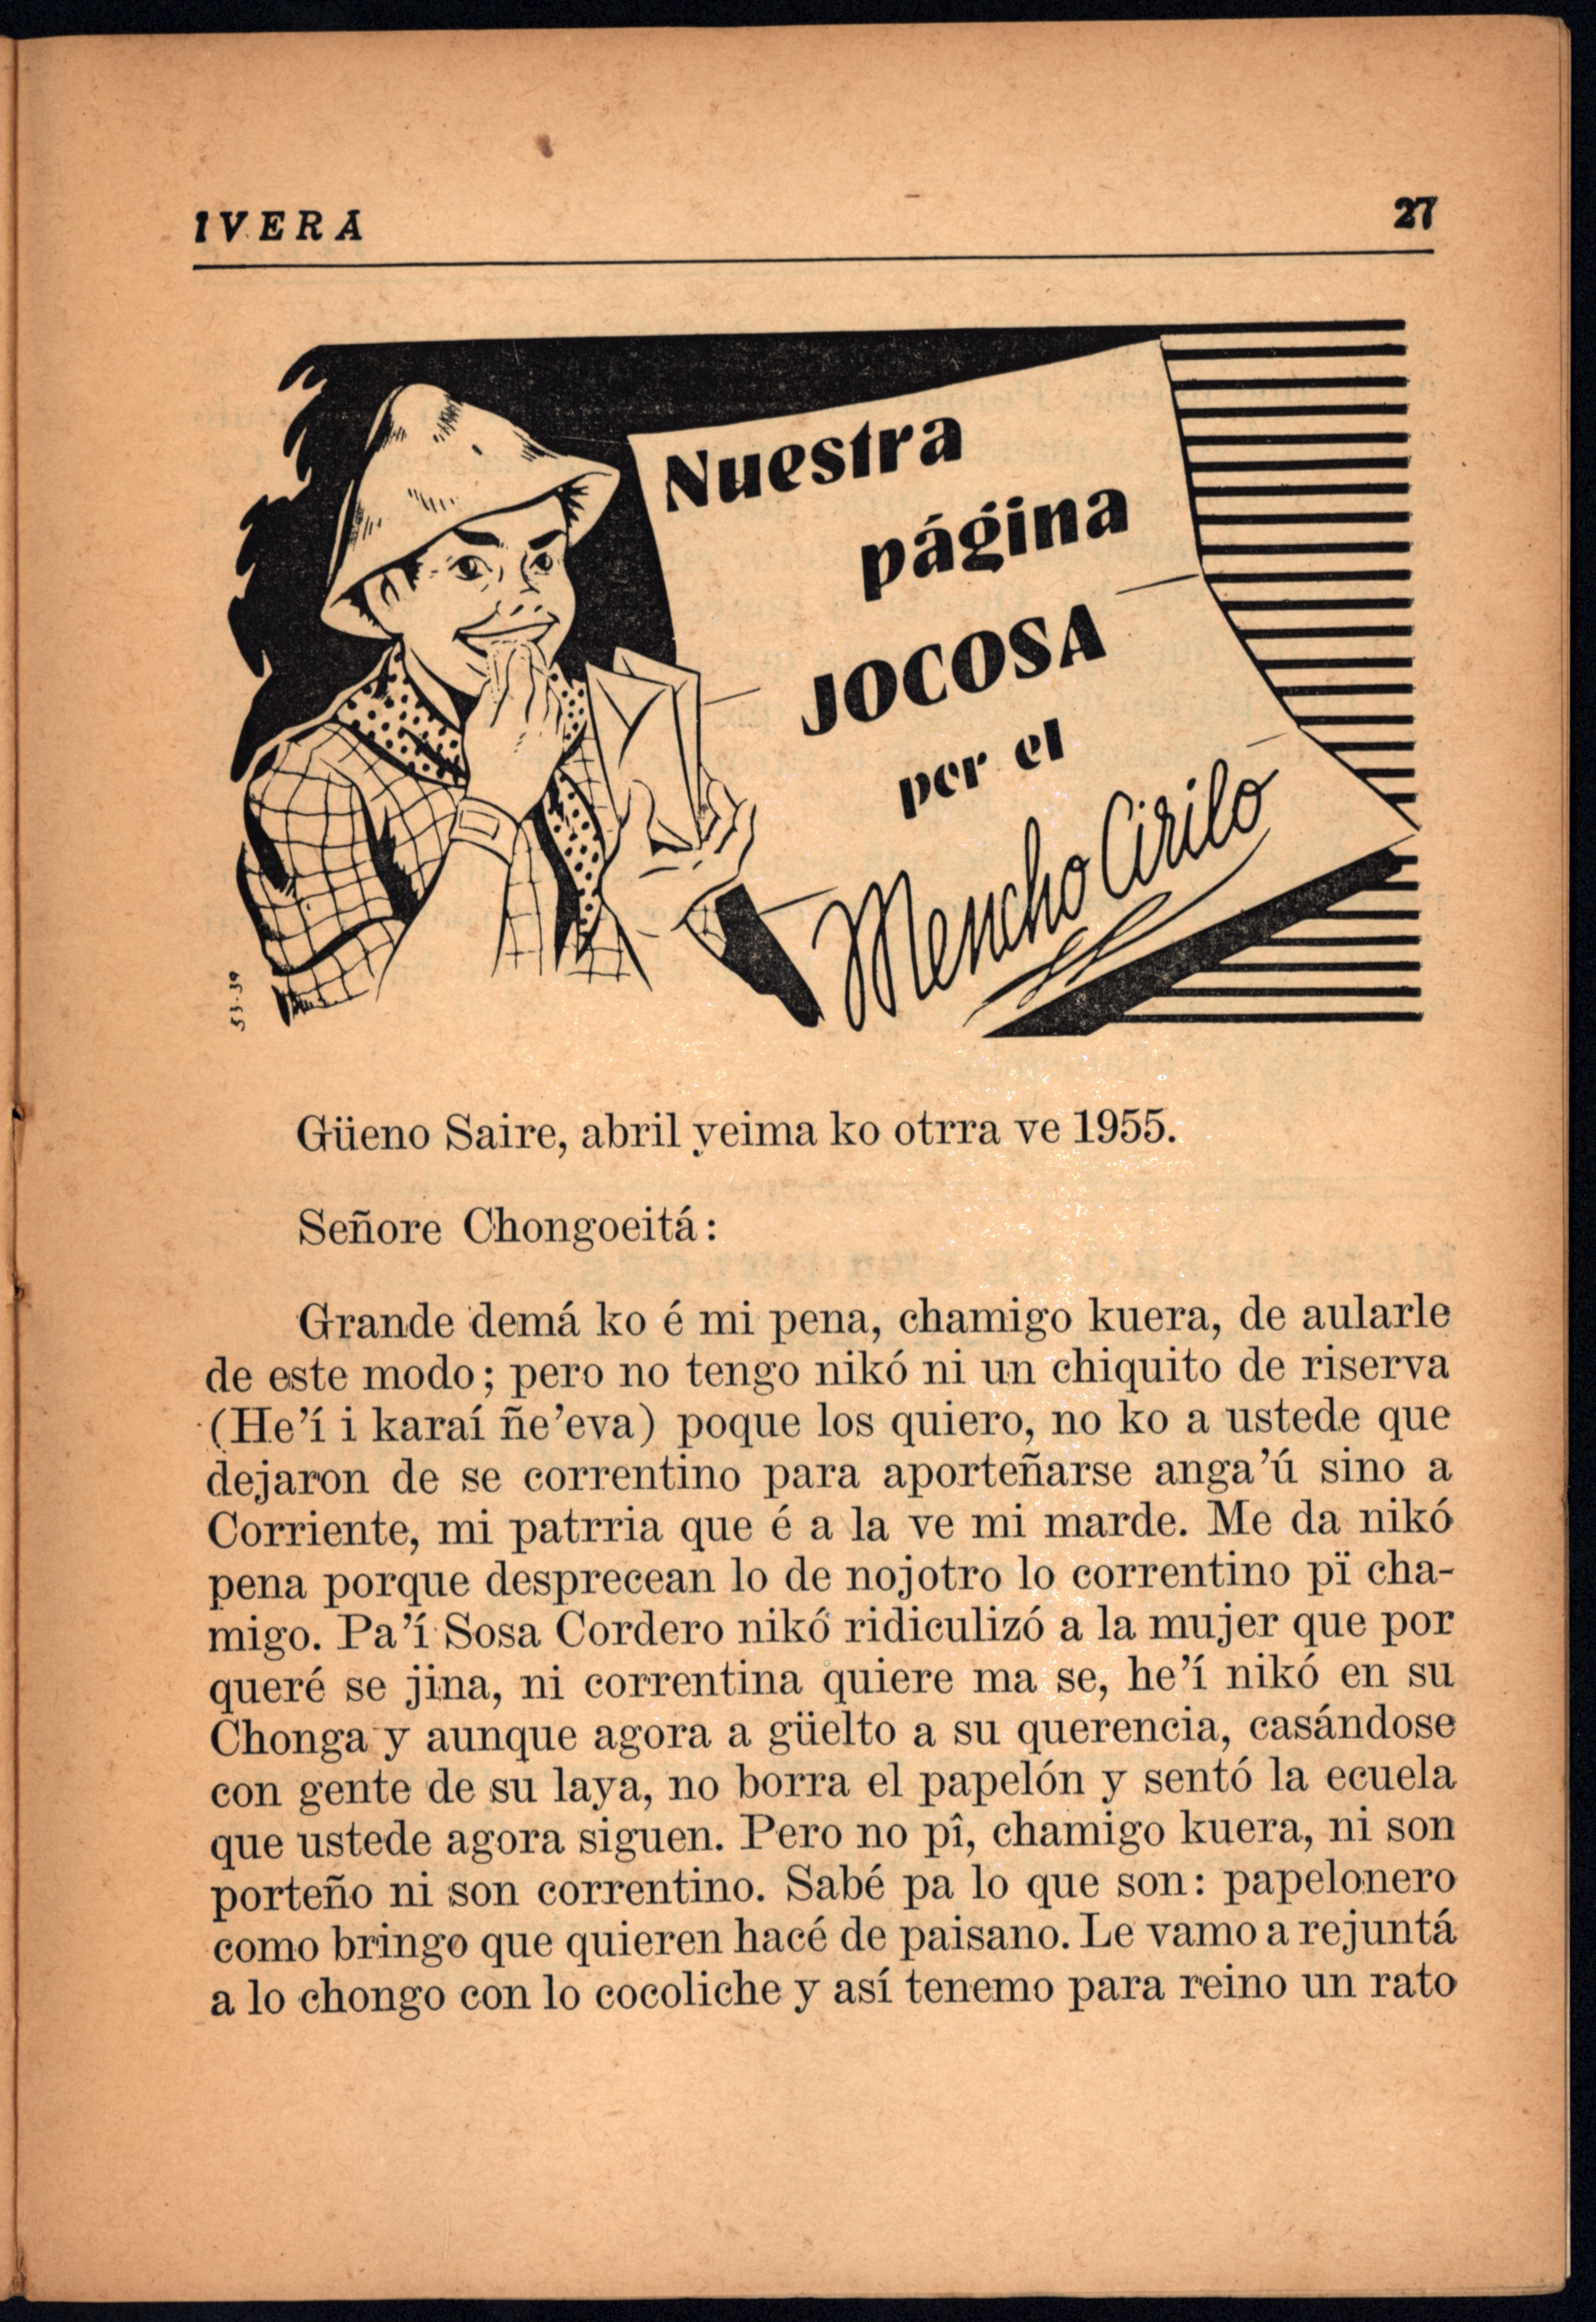 IVERA 27
Nuestra
página
JOCOSA
por el
Mencho Cirilo
Güeno Saire, abril yeima ko otrra ve 1955.
Señore Chongoeitá:
Grande demá ko é mi pena, chamigo kuera, de aularle
de este modo; pero no tengo nikó ni un chiquito de riserva
(He’í i karaí ñe’eva) poque los quiero, no ko a ustede que
dejaron de se correntino para aporteñarse anga’ú sino a
Corriente, mi patrria que é a la ve mi marde. Me da nikó
pena porque desprecean lo de nojotro lo correntino pï cha-
migo. Pa’í Sosa Cordero nikó ridiculizó a la mujer que por
queré se jina, ni correntina quiere ma se, he’í nikó en su
Chonga y aunque agora a güelto a su querencia, casándose
con gente de su laya, no borra el papelón y sentó la ecuela
que ustede agora siguen. Pero no pî, chamigo kuera, ni son
porteño ni son correntino. Sabé pa lo que son: papelonero
como bringo que quieren hacé de paisano. Le vamo a rejuntá
a lo chongo con lo cocoliche y así tenemo para reino un rato